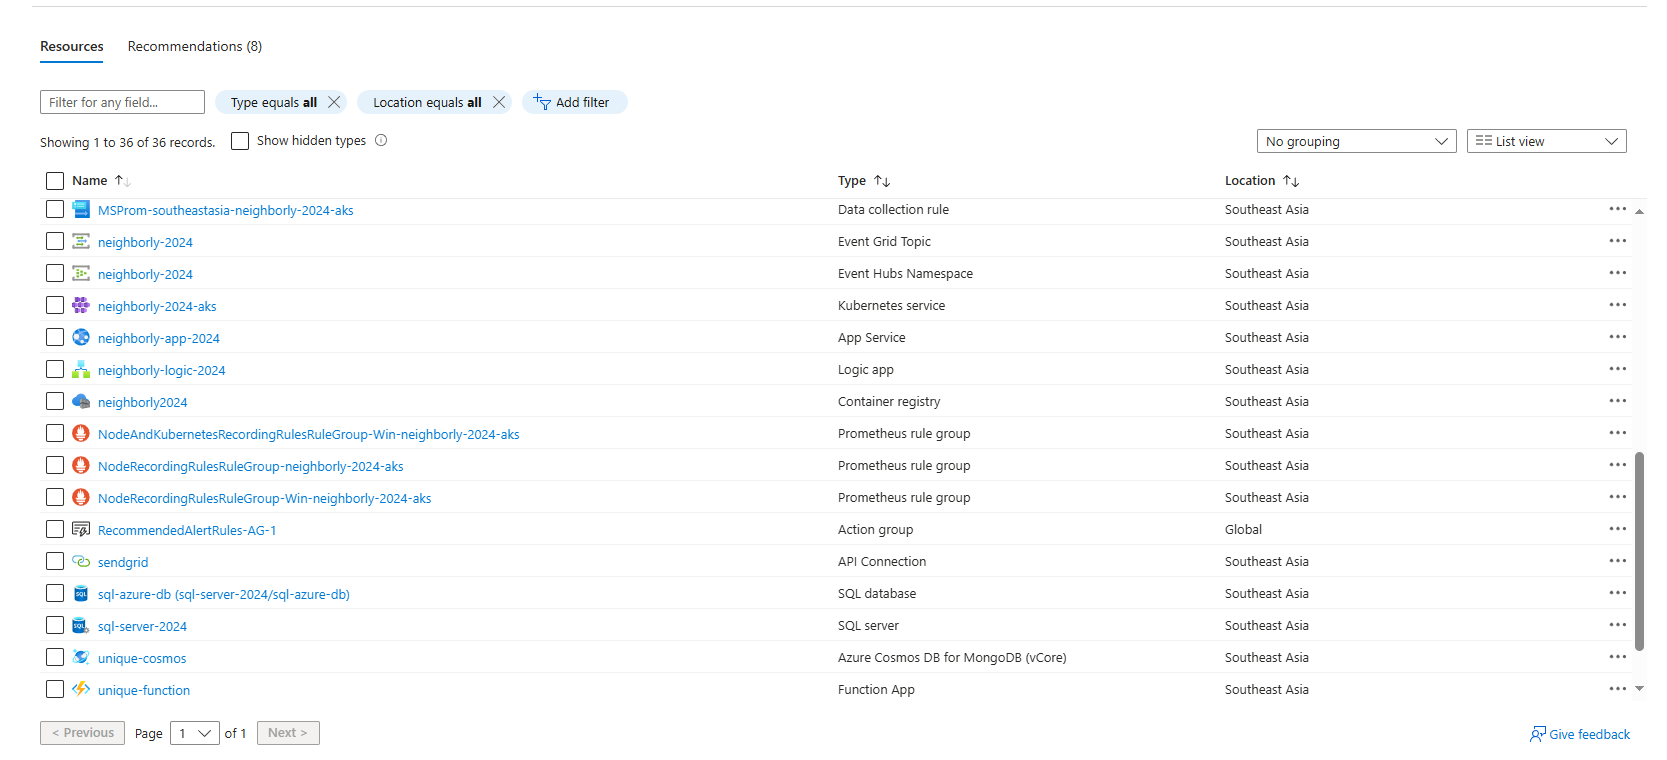 Resources Recommendations (8)
Filter for any field... Type equals all Location equals all Add filter
Showing 1 to 36 of 36 records. Show hidden types No grouping List view
Name Type Location
MSProm-southeastasia-neighborly-2024-aks Data collection rule Southeast Asia
neighborly-2024 Event Grid Topic Southeast Asia
neighborly-2024 Event Hubs Namespace Southeast Asia
neighborly-2024-aks Kubernetes service Southeast Asia
neighborly-app-2024 App Service Southeast Asia
neighborly-logic-2024 Logic app Southeast Asia
neighborly2024 Container registry Southeast Asia
NodeAndKubernetesRecordingRulesRuleGroup-Win-neighborly-2024-aks Prometheus rule group Southeast Asia
NodeRecordingRulesRuleGroup-neighborly-2024-aks Prometheus rule group Southeast Asia
NodeRecordingRulesRuleGroup-Win-neighborly-2024-aks Prometheus rule group Southeast Asia
RecommendedAlertRules-AG-1 Action group Global
sendgrid API Connection Southeast Asia
sql-azure-db (sql-server-2024/sql-azure-db) SQL database Southeast Asia
sql-server-2024 SQL server Southeast Asia
unique-cosmos Azure Cosmos DB for MongoDB (vCore) Southeast Asia
unique-function Function App Southeast Asia
< Previous Page 1 of 1 Next > Give feedback